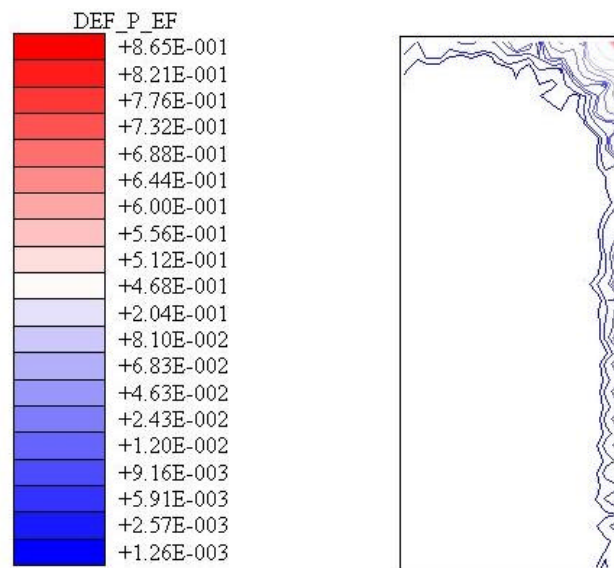 DEF_P_EF
+8.65E-001
+8.21E-001
+7.76E-001
+7.32E-001
+6.88E-001
+6.44E-001
+6.00E-001
+5.56E-001
+5.12E-001
+4.68E-001
+2.04E-001
+8.10E-002
+6.83E-002
+4.63E-002
+2.43E-002
+1.20E-002
+9.16E-003
+5.91E-003
+2.57E-003
+1.26E-003